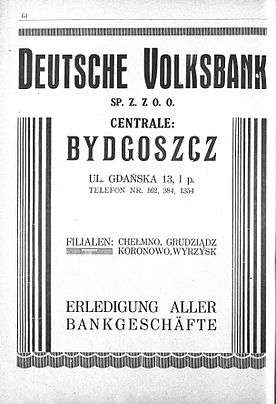 64
DEUTSCHE VOLKSBANK
SP. Z. Z O. O.
CENTRALE:
BYDGOSZCZ
UL. GDAŃSKA 13, I p.
TELEFON NR. 162, 384, 1354
FILIALEN: CHEŁMNO, GRUDZIĄDZ
KORONOWO, WYRZYSK
ERLEDIGUNG ALLER
BANKGESCHÄFTE